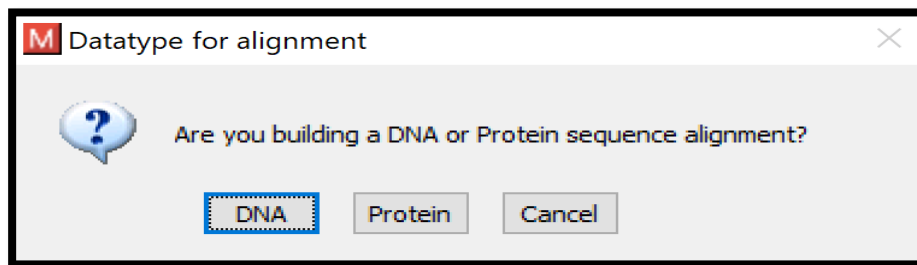 M Datatype for alignment
?
Are you building a DNA or Protein sequence alignment?
DNA Protein Cancel